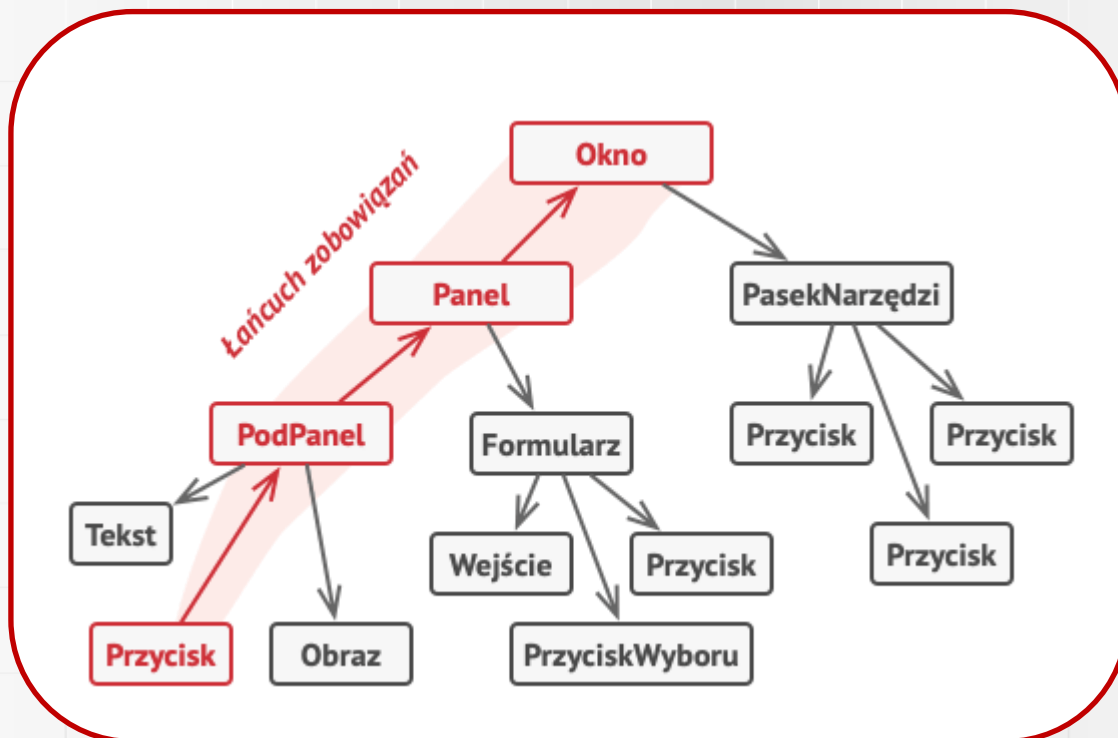 Okno
Łańcuch zobowiązań
Panel
PasekNarzędzi
PodPanel
Formularz
Przycisk
Przycisk
Tekst
Wejście
Przycisk
Przycisk
Przycisk
Obraz
PrzyciskWyboru